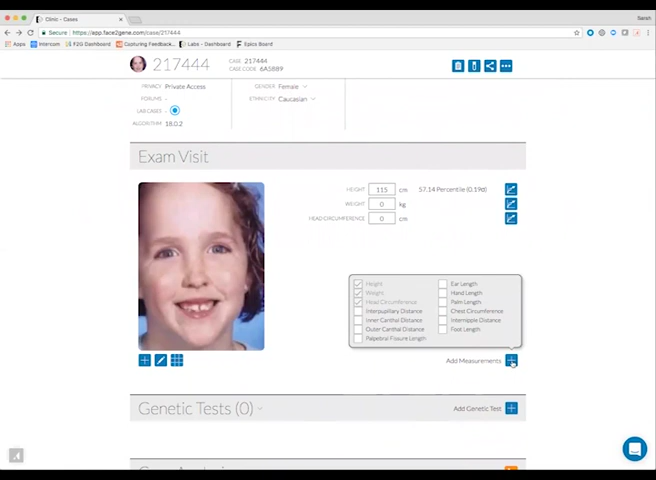 Clinic - Cases
Sarah
Secure https://app.face2gene.com/case/217444
Apps Intercom F2G Dashboard Capturing Feedback... Labs - Dashboard Epics Board
217444
CASE 217444
CASE CODE 6A5889
PRIVACY Private Access
FORUMS -
LAB CASES -
ALGORITHM 18.0.2
GENDER Female
ETHNICITY Caucasian
Exam Visit
HEIGHT 115 cm 57.14 Percentile (0.19σ)
WEIGHT 0 kg
HEAD CIRCUMFERENCE 0 cm
Height
Weight
Head Circumference
Interpupillary Distance
Inner Canthal Distance
Outer Canthal Distance
Palpebral Fissure Length
Ear Length
Hand Length
Palm Length
Chest Circumference
Internipple Distance
Foot Length
Add Measurements
Genetic Tests (0)
Add Genetic Test